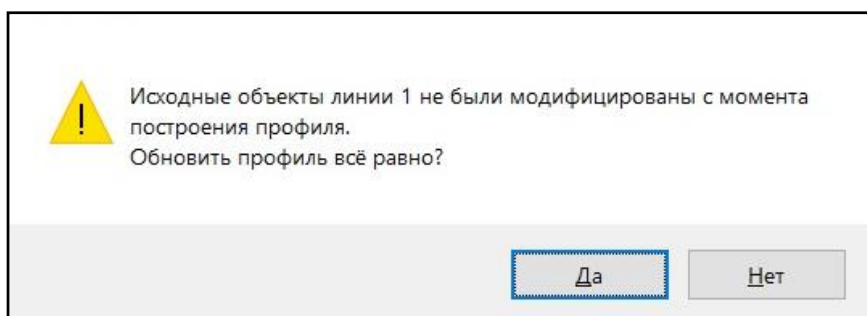 Исходные объекты линии 1 не были модифицированы с момента
построения профиля.
Обновить профиль всё равно?
Да
Нет